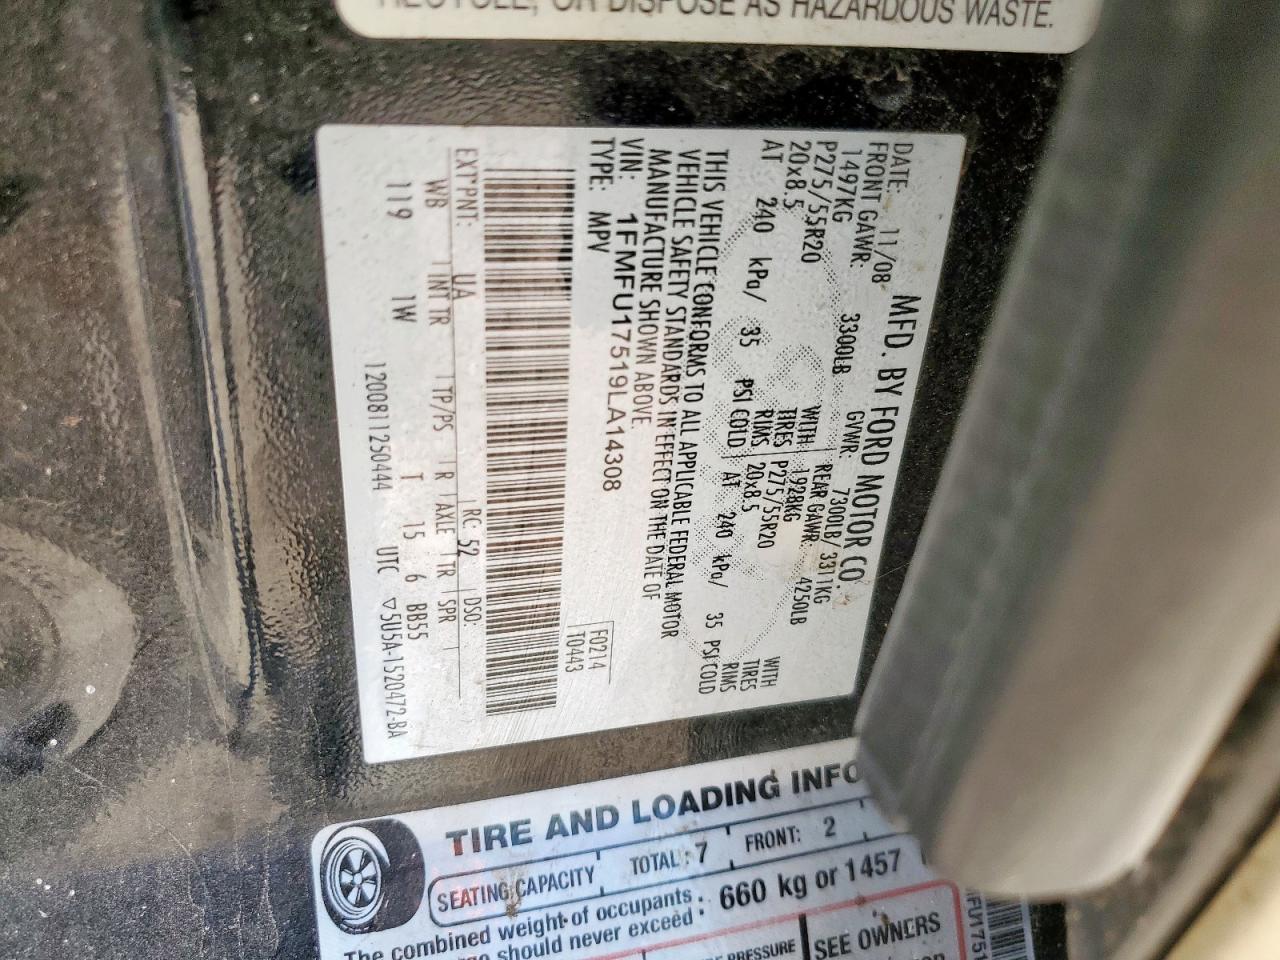 RECYCLE, OR DISPOSE AS HAZARDOUS WASTE.
MFD. BY FORD MOTOR CO.
DATE: 11/08 GVWR: 7300LB/ 3311KG
FRONT GAWR: 3300LB REAR GAWR: 4250LB
1497KG WITH 1928KG WITH
P275/55R20 TIRES P275/55R20 TIRES
20x8.5 RIMS 20x8.5 RIMS
AT 240 kPa/ 35 PSI COLD AT 240 kPa/ 35 PSI COLD
THIS VEHICLE CONFORMS TO ALL APPLICABLE FEDERAL MOTOR
VEHICLE SAFETY STANDARDS IN EFFECT ON THE DATE OF
MANUFACTURE SHOWN ABOVE.
VIN: 1FMFU17519LA14308
TYPE: MPV
F0214
T0443
EXT PNT: UA RC: 52 DSO:
WB INT TR TP/PS R AXLE TR SPR
119 1W T 15 6 BB55
1200811250444 UTC ▽5U5A-1520472-BA
TIRE AND LOADING INFO
SEATING CAPACITY TOTAL: 7 FRONT: 2
The combined weight of occupants
should never exceed: 660 kg or 1457
PRESSURE SEE OWNERS